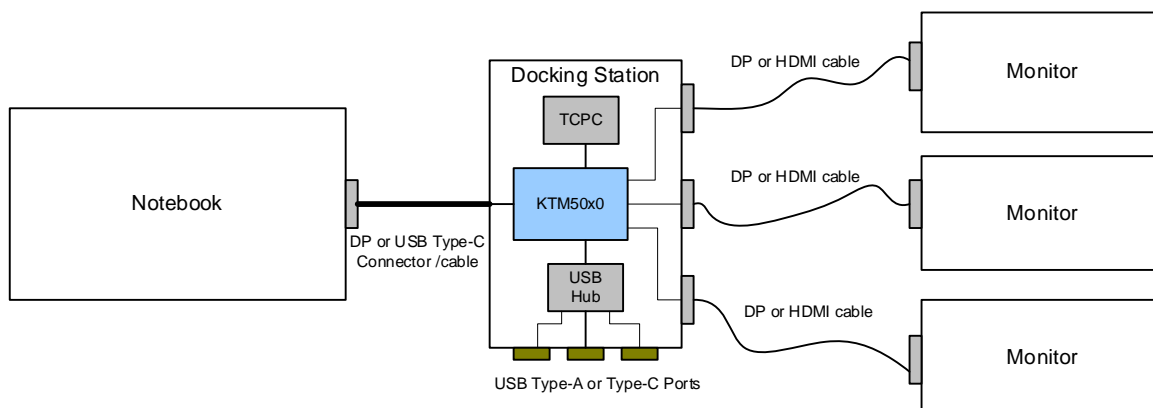 Notebook
DP or USB Type-C
Connector /cable
Docking Station
TCPC
KTM50x0
USB
Hub
USB Type-A or Type-C Ports
DP or HDMI cable
Monitor
DP or HDMI cable
Monitor
DP or HDMI cable
Monitor